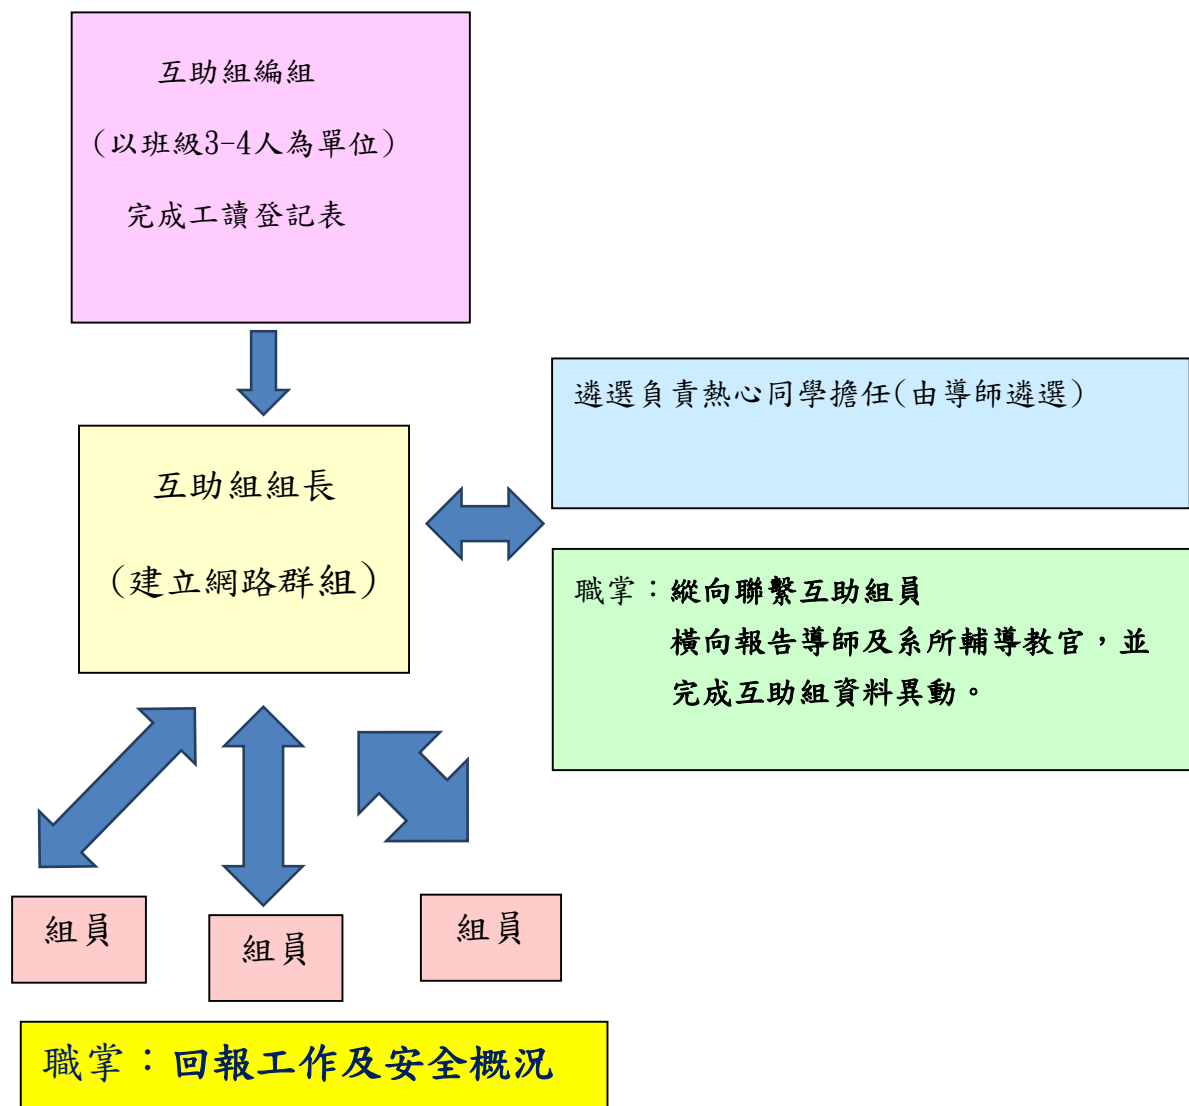 互助組編組
(以班級3-4人為單位)
完成工讀登記表
遴選負責熱心同學擔任(由導師遴選)
互助組組長
(建立網路群組)
職掌：縱向聯繫互助組員
橫向報告導師及系所輔導教官，並
完成互助組資料異動。
組員
組員
組員
職掌：回報工作及安全概況